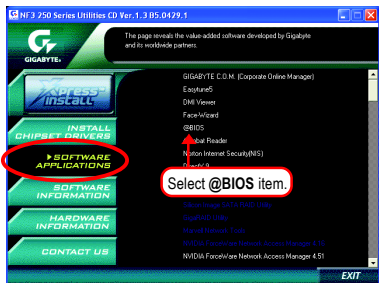 NF3 250 Series Utilities CD Ver.1.3 B5.0429.1
GIGABYTE
The page reveals the value-added software developed by Gigabyte
and its worldwide partners.
Xpress-
Install
INSTALL
CHIPSET DRIVERS
SOFTWARE
APPLICATIONS
SOFTWARE
INFORMATION
HARDWARE
INFORMATION
CONTACT US
GIGABYTE C.O.M. (Corporate Online Manager)
Easytune5
DMI Viewer
Face-Wizard
@BIOS
Reader
Norton Internet Security(NIS)
Select @BIOS item.
NVIDIA ForceWare Network Access Manager 4.51
EXIT